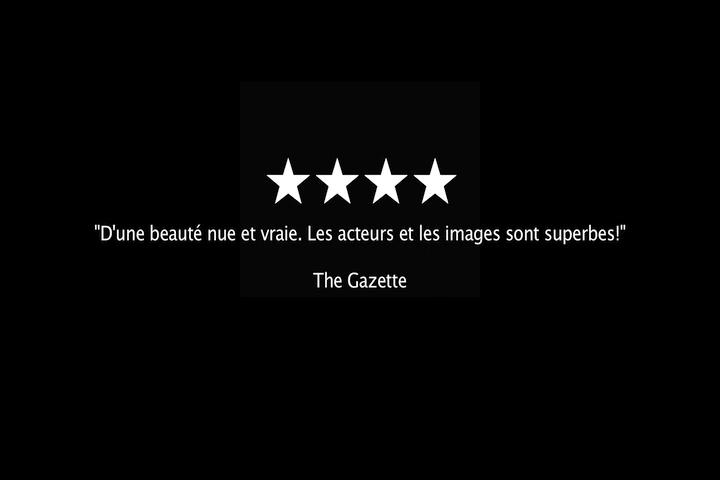 "D'une beauté nue et vraie. Les acteurs et les images sont superbes!"
The Gazette